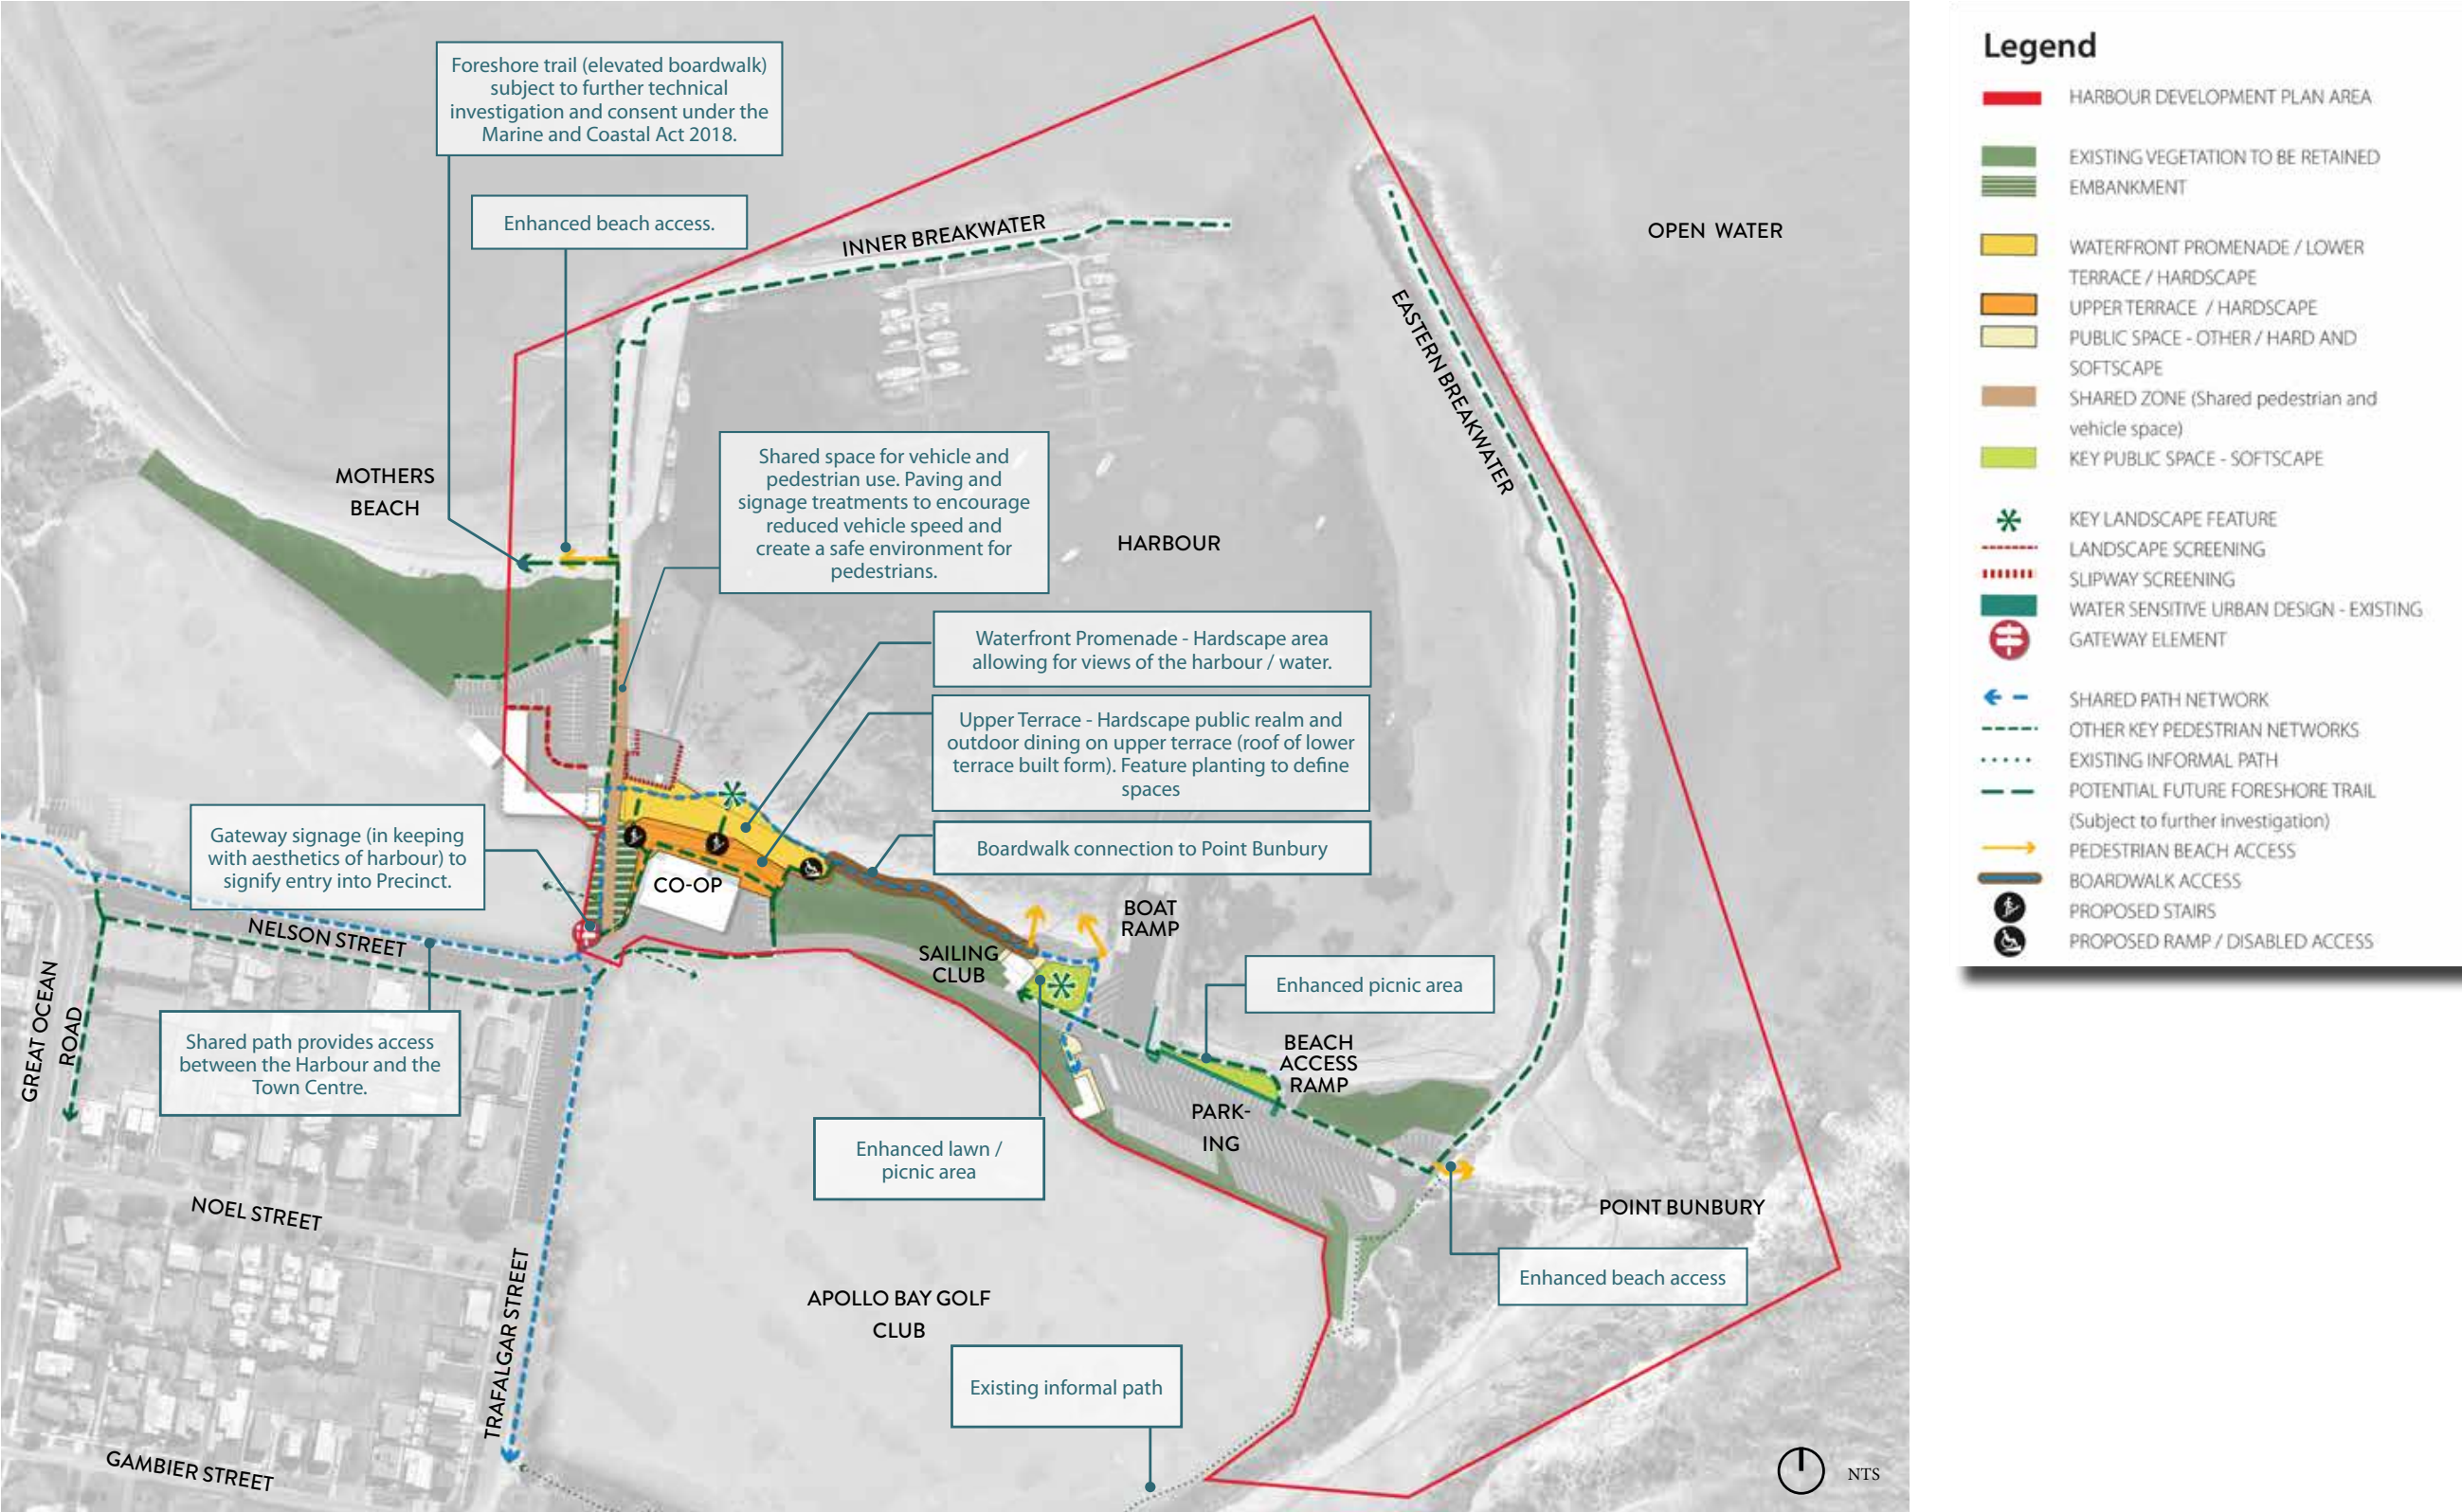 Foreshore trail (elevated boardwalk)
subject to further technical
investigation and consent under the
Marine and Coastal Act 2018.
Enhanced beach access.
INNER BREAKWATER
OPEN WATER
EASTERN BREAKWATER
MOTHERS
BEACH
Shared space for vehicle and
pedestrian use. Paving and
signage treatments to encourage
reduced vehicle speed and
create a safe environment for
pedestrians.
HARBOUR
Waterfront Promenade - Hardscape area
allowing for views of the harbour / water.
Upper Terrace - Hardscape public realm and
outdoor dining on upper terrace (roof of lower
terrace built form). Feature planting to define
spaces
Boardwalk connection to Point Bunbury
Gateway signage (in keeping
with aesthetics of harbour) to
signify entry into Precinct.
CO-OP
BOAT
RAMP
NELSON STREET
SAILING
CLUB
Enhanced picnic area
GREAT OCEAN
ROAD
Shared path provides access
between the Harbour and the
Town Centre.
BEACH
ACCESS
RAMP
PARK-
ING
Enhanced lawn /
picnic area
NOEL STREET
POINT BUNBURY
Enhanced beach access
TRAFALGAR STREET
APOLLO BAY GOLF
CLUB
Existing informal path
GAMBIER STREET
NTS
Legend
HARBOUR DEVELOPMENT PLAN AREA
EXISTING VEGETATION TO BE RETAINED
EMBANKMENT
WATERFRONT PROMENADE / LOWER
TERRACE / HARDSCAPE
UPPER TERRACE / HARDSCAPE
PUBLIC SPACE - OTHER / HARD AND
SOFTSCAPE
SHARED ZONE (Shared pedestrian and
vehicle space)
KEY PUBLIC SPACE - SOFTSCAPE
KEY LANDSCAPE FEATURE
LANDSCAPE SCREENING
SLIPWAY SCREENING
WATER SENSITIVE URBAN DESIGN - EXISTING
GATEWAY ELEMENT
SHARED PATH NETWORK
OTHER KEY PEDESTRIAN NETWORKS
EXISTING INFORMAL PATH
POTENTIAL FUTURE FORESHORE TRAIL
(Subject to further investigation)
PEDESTRIAN BEACH ACCESS
BOARDWALK ACCESS
PROPOSED STAIRS
PROPOSED RAMP / DISABLED ACCESS